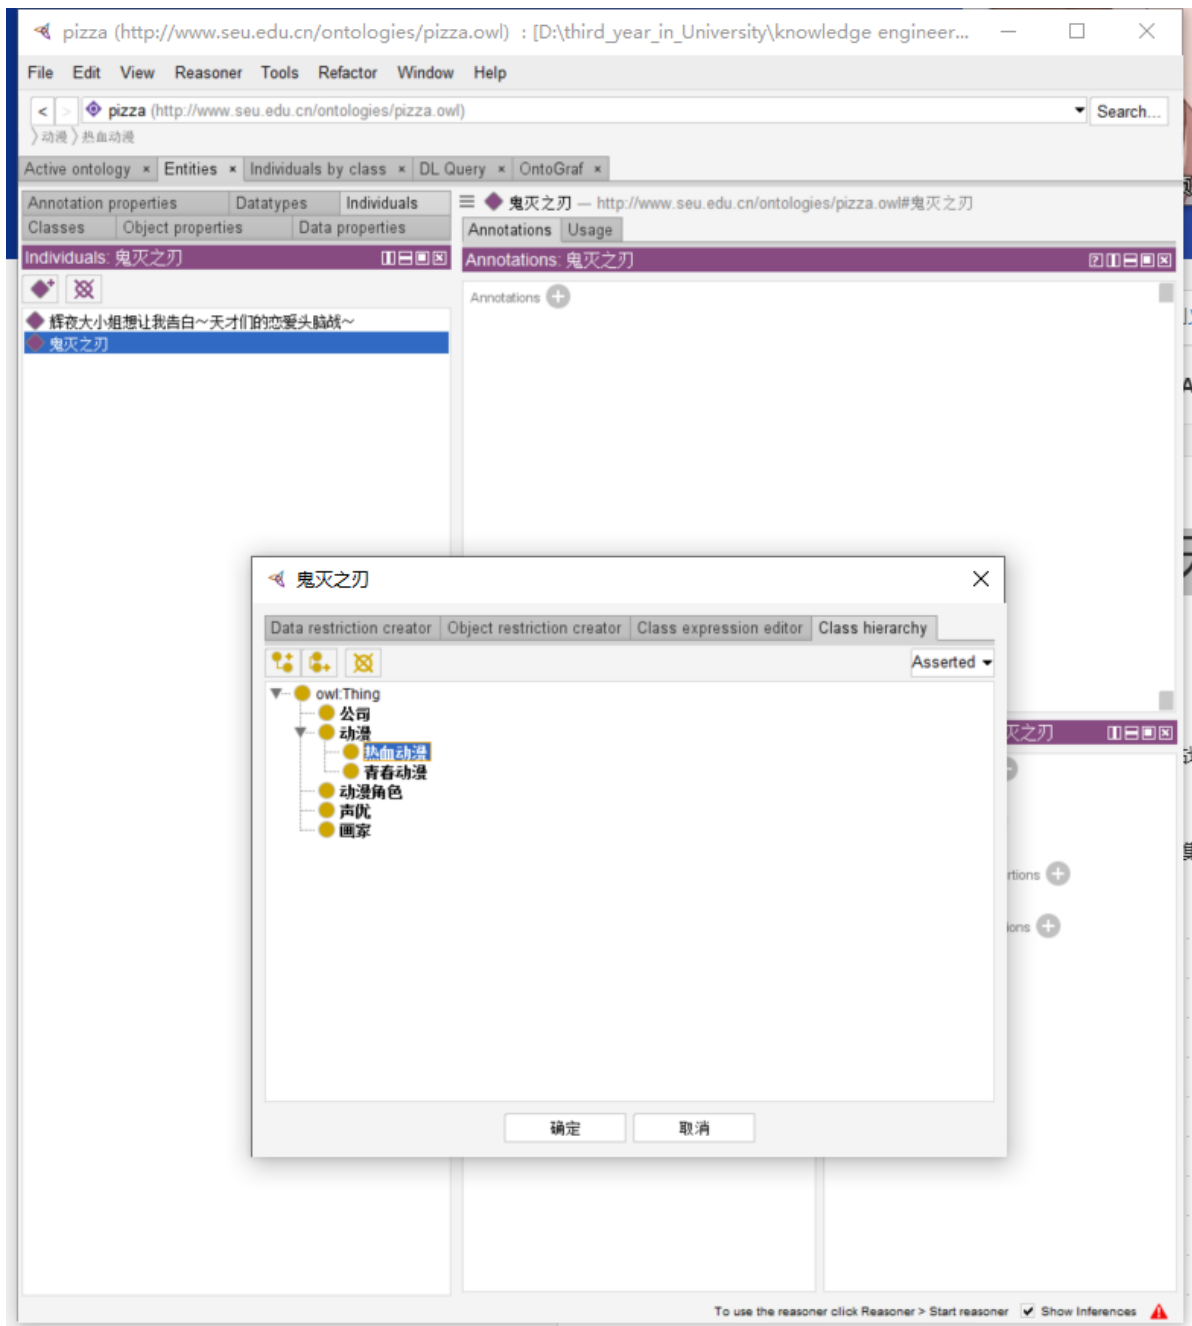 pizza (http://www.seu.edu.cn/ontologies/pizza.owl) : [D:\third_year_in_University\knowledge engineer...
File Edit View Reasoner Tools Refactor Window Help
< > pizza (http://www.seu.edu.cn/ontologies/pizza.owl) Search...
〉动漫 〉热血动漫
Active ontology × Entities × Individuals by class × DL Query × OntoGraf ×
Annotation properties Datatypes Individuals
Classes Object properties Data properties
鬼灭之刃 — http://www.seu.edu.cn/ontologies/pizza.owl#鬼灭之刃
Annotations Usage
Individuals: 鬼灭之刃
Annotations: 鬼灭之刃
Annotations
辉夜大小姐想让我告白～天才们的恋爱头脑战～
鬼灭之刃
鬼灭之刃
Data restriction creator Object restriction creator Class expression editor Class hierarchy
Asserted
owl:Thing
公司
动漫
热血动漫
青春动漫
动漫角色
声优
画家
灭之刃
rtions
ions
确定 取消
To use the reasoner click Reasoner > Start reasoner Show Inferences